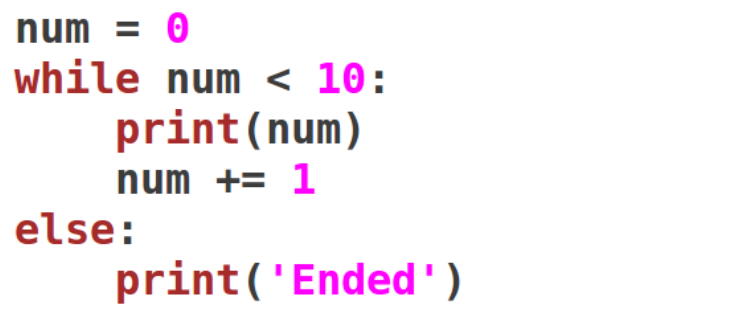 num = 0
while num < 10:
    print(num)
    num += 1
else:
    print('Ended')